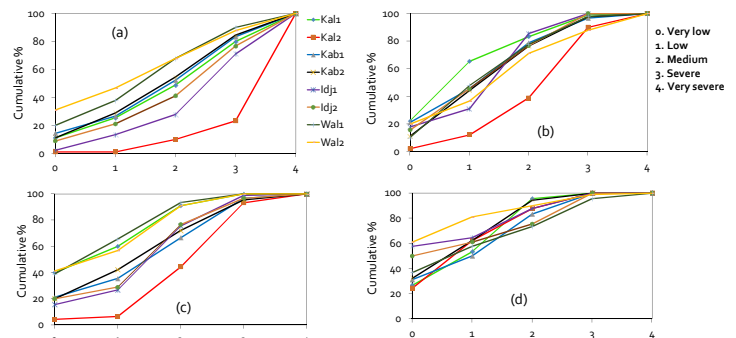 Cumulative %
100
80
60
40
20
0
0 1 2 3 4
(a)
Kal1
Kal2
Kab1
Kab2
Idj1
Idj2
Wal1
Wal2
Cumulative %
100
80
60
40
20
0
0 1 2 3 4
(b)
0. Very low
1. Low
2. Medium
3. Severe
4. Very severe
Cumulative %
100
80
60
40
20
0
(c)
Cumulative %
100
80
60
40
20
0
0 1 2 3 4
(d)